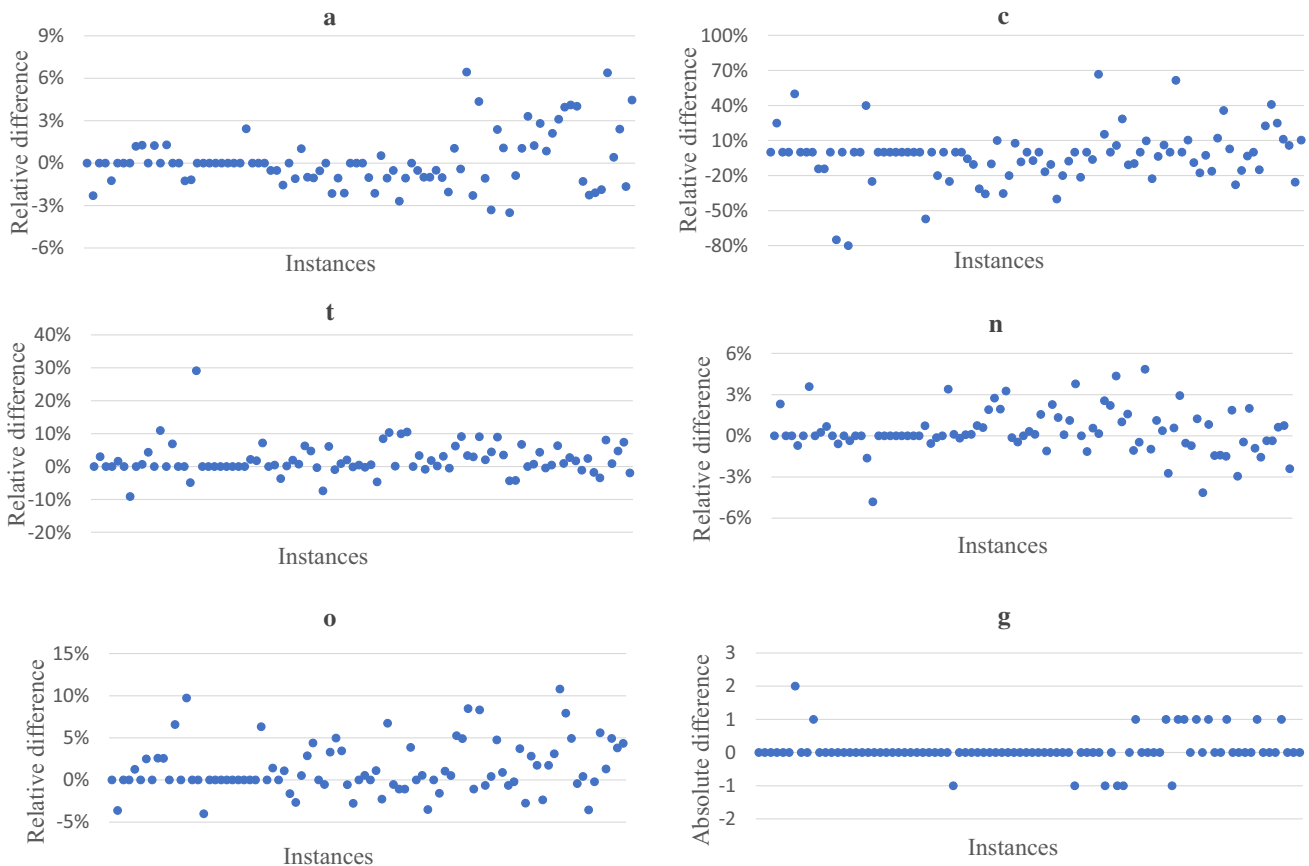 a
9%
6%
3%
0%
-3%
-6%
Relative difference
Instances
c
100%
70%
40%
10%
-20%
-50%
-80%
Relative difference
Instances
t
40%
30%
20%
10%
0%
-10%
-20%
Relative difference
Instances
n
6%
3%
0%
-3%
-6%
Relative difference
Instances
o
15%
10%
5%
0%
-5%
Relative difference
Instances
g
3
2
1
0
-1
-2
Absolute difference
Instances